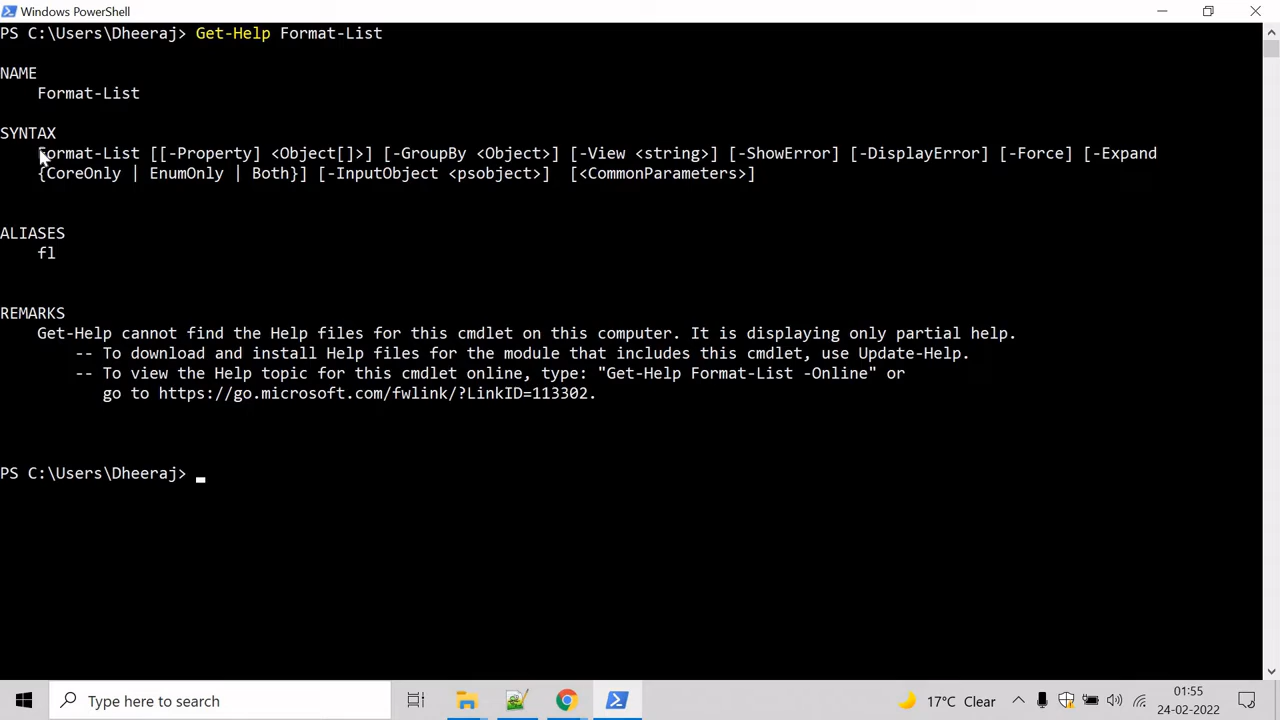 Windows PowerShell
PS C:\Users\Dheeraj> Get-Help Format-List
NAME
    Format-List
SYNTAX
    Format-List [[-Property] <Object[]>] [-GroupBy <Object>] [-View <string>] [-ShowError] [-DisplayError] [-Force] [-Expand
    {CoreOnly | EnumOnly | Both}] [-InputObject <psobject>]  [<CommonParameters>]
ALIASES
    fl
REMARKS
    Get-Help cannot find the Help files for this cmdlet on this computer. It is displaying only partial help.
        -- To download and install Help files for the module that includes this cmdlet, use Update-Help.
        -- To view the Help topic for this cmdlet online, type: "Get-Help Format-List -Online" or
           go to https://go.microsoft.com/fwlink/?LinkID=113302.
PS C:\Users\Dheeraj>
Type here to search
17°C Clear
01:55
24-02-2022